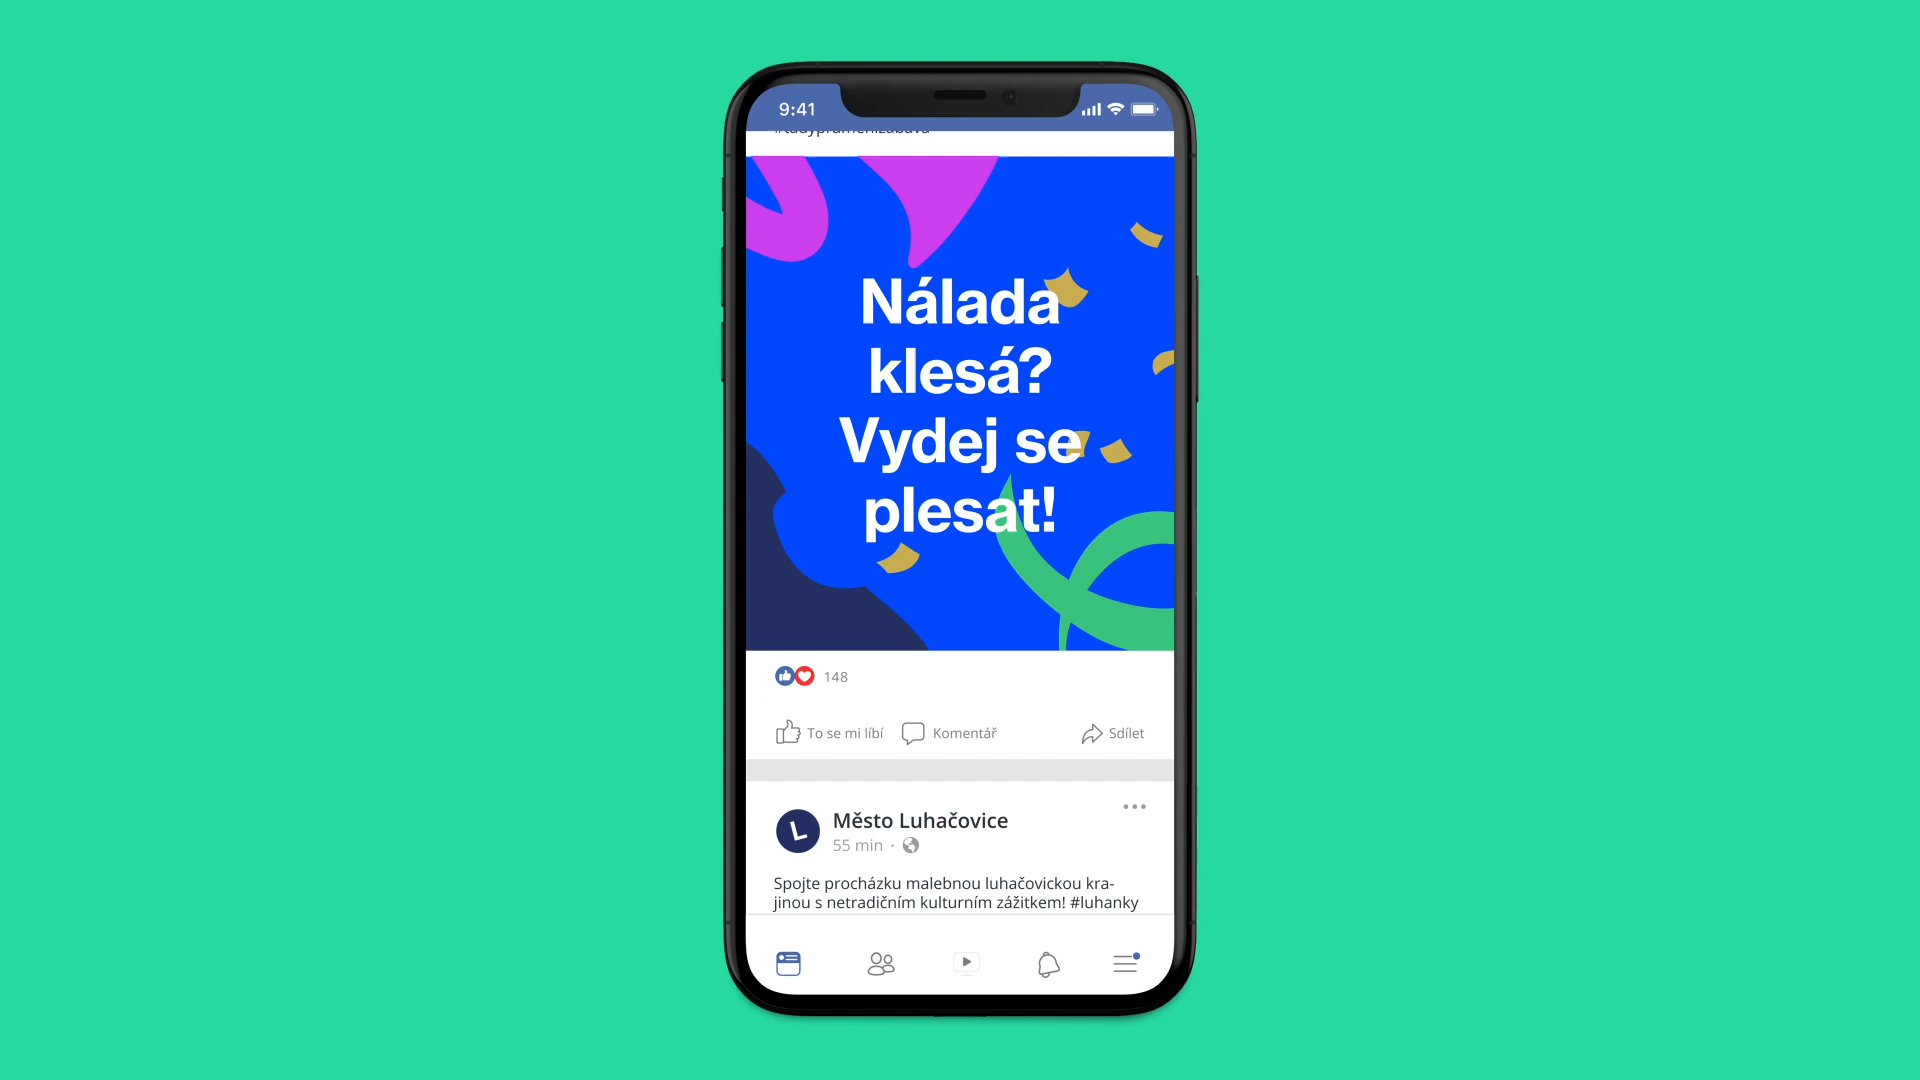 9:41
#tudypramenizabava
Nálada
klesá?
Vydej se
plesat!
148
To se mi líbí
Komentář
Sdílet
L
Město Luhačovice
55 min ·
Spojte procházku malebnou luhačovickou kra-
jinou s netradičním kulturním zážitkem! #luhanky